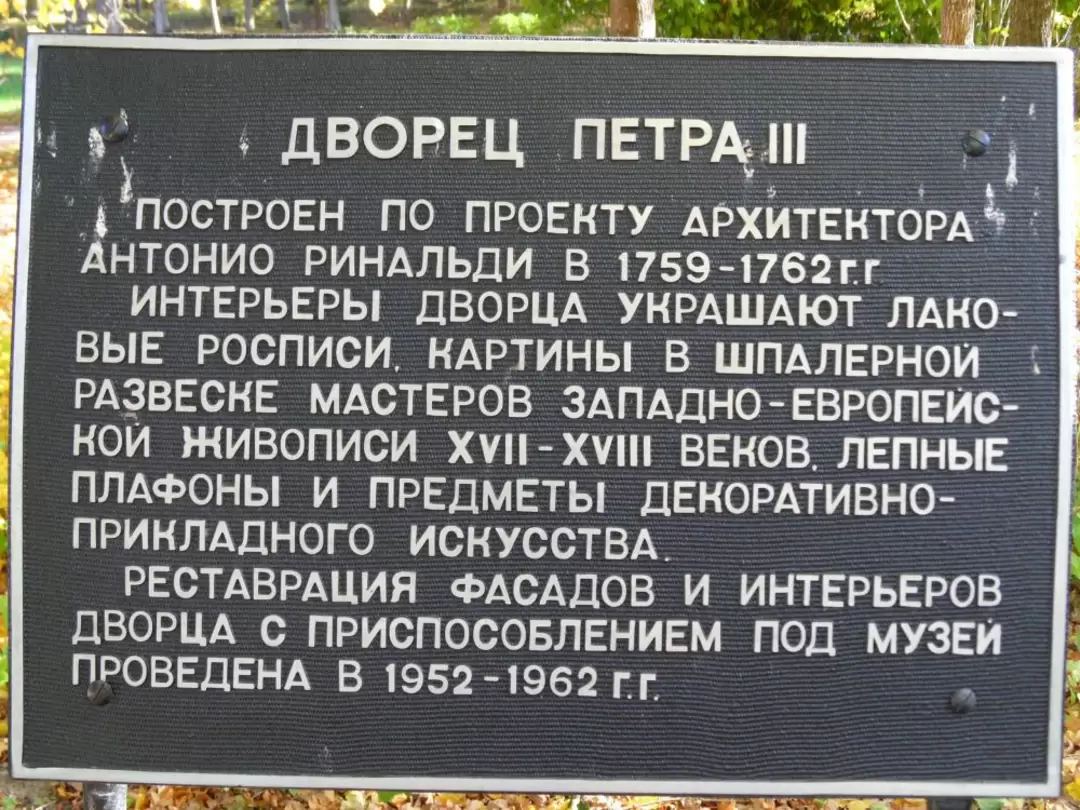 ДВОРЕЦ ПЕТРА III
ПОСТРОЕН ПО ПРОЕКТУ АРХИТЕКТОРА
АНТОНИО РИНАЛЬДИ В 1759-1762г.г
ИНТЕРЬЕРЫ ДВОРЦА УКРАШАЮТ ЛАКО-
ВЫЕ РОСПИСИ, КАРТИНЫ В ШПАЛЕРНОЙ
РАЗВЕСКЕ МАСТЕРОВ ЗАПАДНО-ЕВРОПЕЙС-
КОЙ ЖИВОПИСИ XVII-XVIII ВЕКОВ, ЛЕПНЫЕ
ПЛАФОНЫ И ПРЕДМЕТЫ ДЕКОРАТИВНО-
ПРИКЛАДНОГО ИСКУССТВА.
РЕСТАВРАЦИЯ ФАСАДОВ И ИНТЕРЬЕРОВ
ДВОРЦА С ПРИСПОСОБЛЕНИЕМ ПОД МУЗЕЙ
ПРОВЕДЕНА В 1952-1962 г.г.